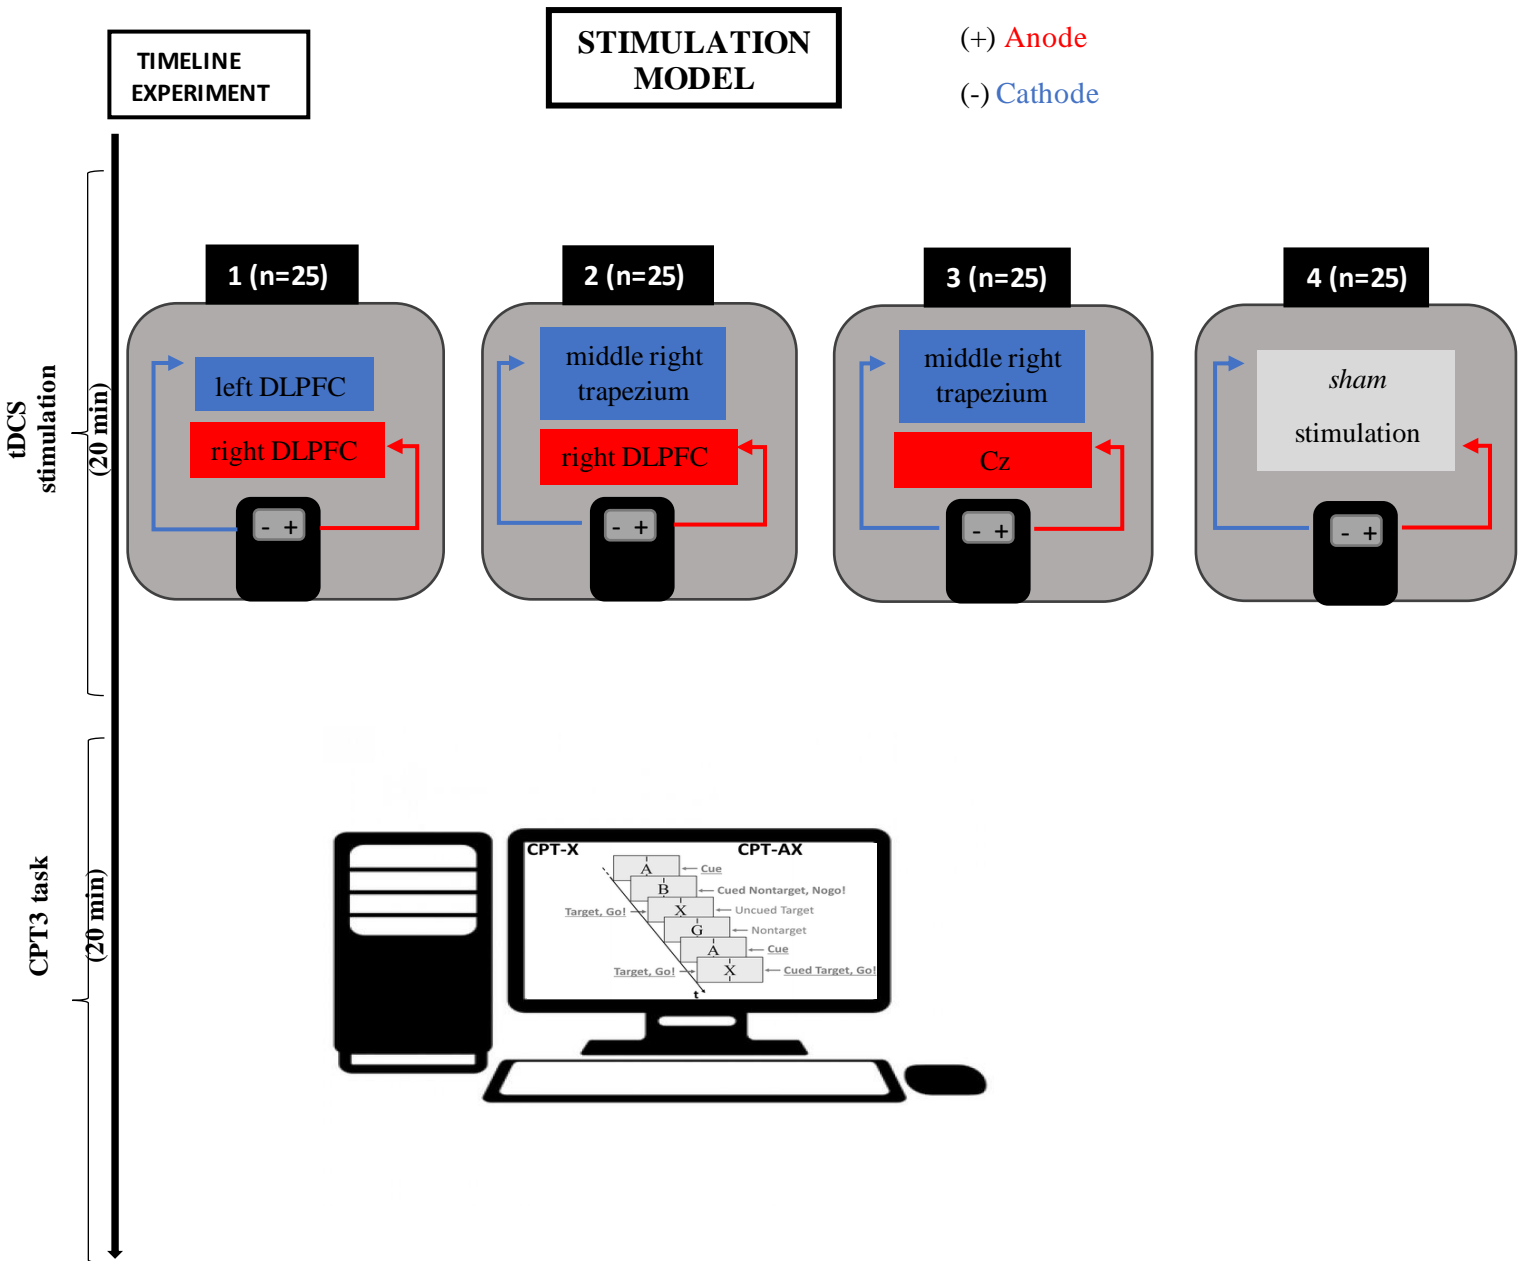 TIMELINE
EXPERIMENT
STIMULATION
MODEL
(+) Anode
(-) Cathode
tDCS
stimulation
(20 min)
1 (n=25)
left DLPFC
right DLPFC
- +
2 (n=25)
middle right
trapezium
right DLPFC
- +
3 (n=25)
middle right
trapezium
Cz
- +
4 (n=25)
sham
stimulation
- +
CPT3 task
(20 min)
CPT-X CPT-AX
A Cue
B Cued Nontarget, Nogo!
Target, Go! X Uncued Target
G Nontarget
A Cue
Target, Go! X Cued Target, Go!
t